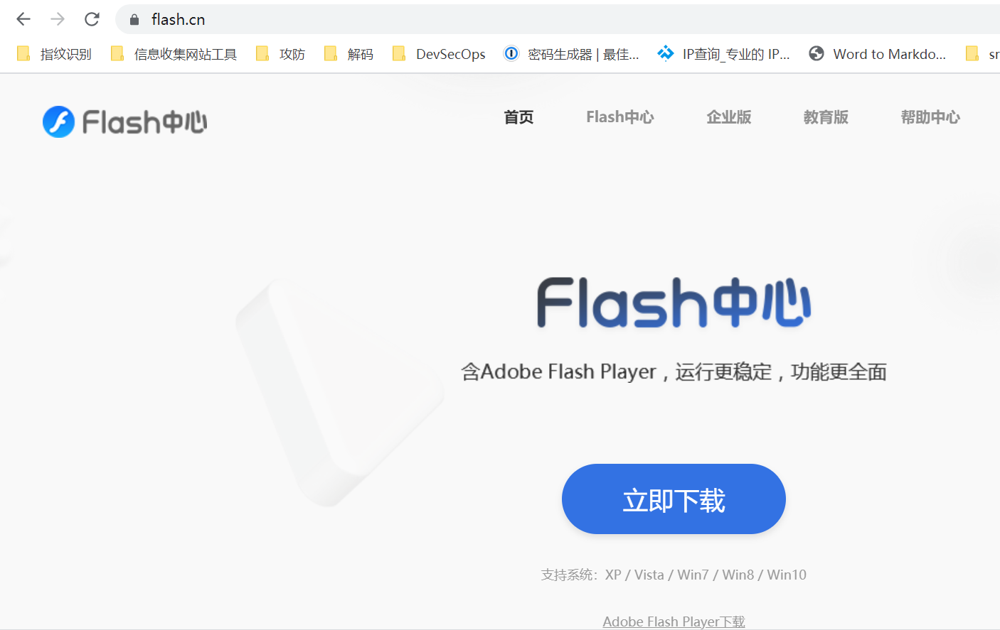 flash.cn
指纹识别 信息收集网站工具 攻防 解码 DevSecOps 密码生成器 | 最佳... IP查询_专业的 IP... Word to Markdo... sr
Flash中心 首页 Flash中心 企业版 教育版 帮助中心
Flash中心
含Adobe Flash Player，运行更稳定，功能更全面
立即下载
支持系统：XP / Vista / Win7 / Win8 / Win10
Adobe Flash Player下载